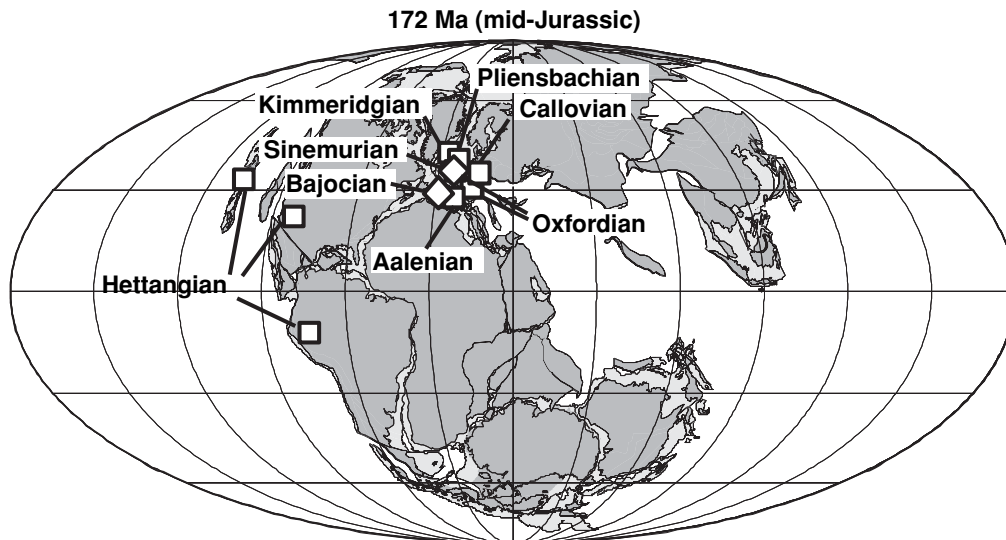 172 Ma (mid-Jurassic)
Pliensbachian
Kimmeridgian
Callovian
Sinemurian
Bajocian
Oxfordian
Aalenian
Hettangian